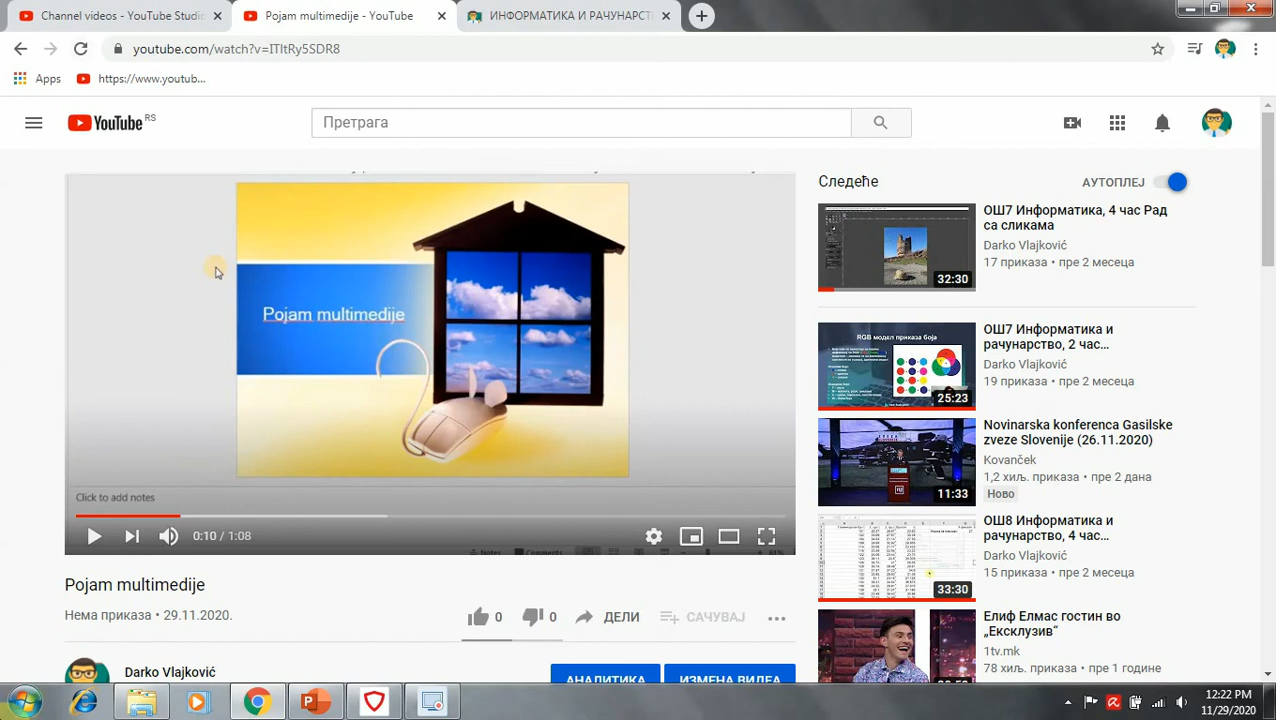 Channel videos - YouTube Studio
Pojam multimedije - YouTube
ИНФОРМАТИКА И РАЧУНАРСТ
youtube.com/watch?v=ITItRy5SDR8
Apps
https://www.youtub...
YouTube RS
Претрага
Следеће
АУТОПЛЕЈ
Pojam multimedije
Click to add notes
32:30
ОШ7 Информатика, 4 час Рад
са сликама
Darko Vlajković
17 приказа • пре 2 месеца
RGB модел приказа боја
25:23
ОШ7 Информатика и
рачунарство, 2 час...
Darko Vlajković
19 приказа • пре 2 месеца
11:33
Novinarska konferenca Gasilske
zveze Slovenije (26.11.2020)
Kovanček
1,2 хиљ. приказа • пре 2 дана
Ново
33:30
ОШ8 Информатика и
рачунарство, 4 час...
Darko Vlajković
15 приказа • пре 2 месеца
Елиф Елмас гостин во
„Ексклузив“
1tv.mk
78 хиљ. приказа • пре 1 године
Pojam multimedije
Нема приказа • 29.11.2020.
0
0
ДЕЛИ
САЧУВАЈ
Darko Vlajković
АНАЛИТИКА
ИЗМЕНА ВИДЕА
12:22 PM
11/29/2020